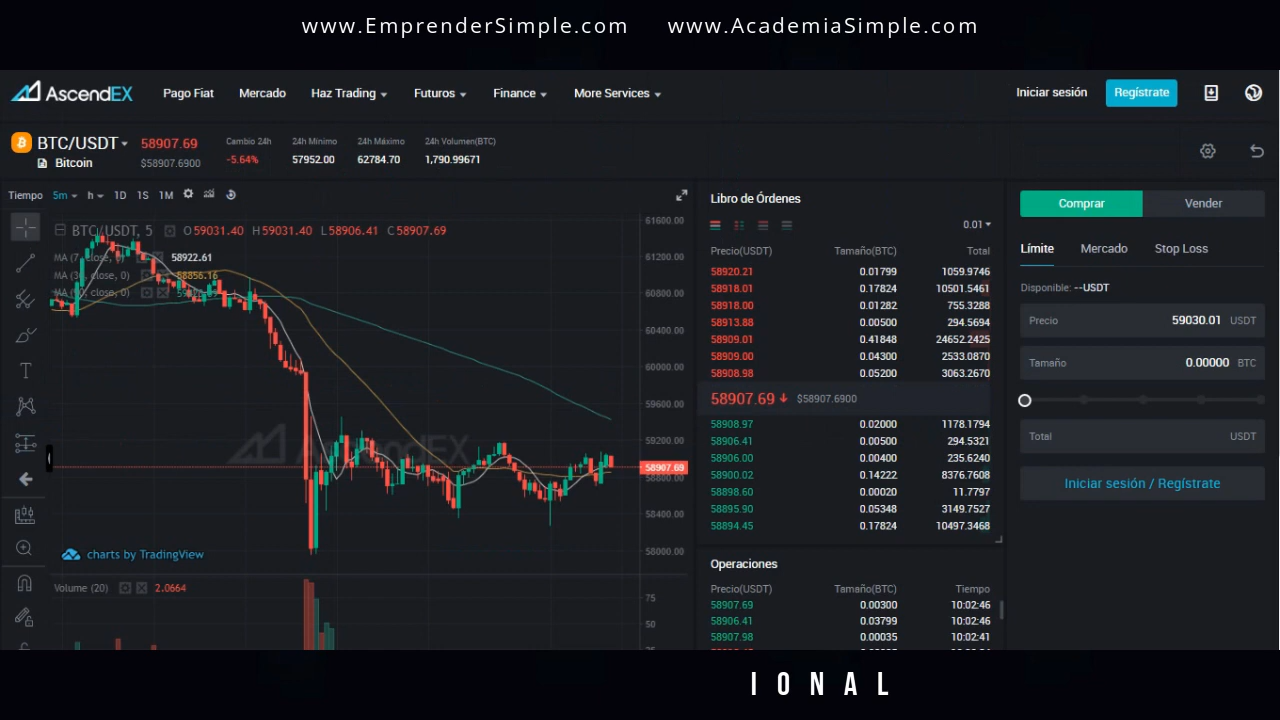 www.EmprenderSimple.com www.AcademiaSimple.com
AscendEX Pago Fiat Mercado Haz Trading Futuros Finance More Services Iniciar sesión Regístrate
BTC/USDT 58907.69 Cambio 24h 24h Mínimo 24h Máximo 24h Volumen(BTC)
Bitcoin $58907.6900 -5.64% 57952.00 62784.70 1,790.99671
Tiempo 5m h 1D 1S 1M
BTC/USDT, 5 O59031.40 H59031.40 L58906.41 C58907.69
MA (7, close, 0) 58922.61
MA (30, close, 0) 58856.16
61600.00
61200.00
60800.00
60400.00
60000.00
59600.00
59200.00
58907.69
58800.00
58400.00
58000.00
AscendEX
charts by TradingView
Volume (20) 2.0664
75
50
25
Libro de Órdenes
0.01
Precio(USDT) Tamaño(BTC) Total
58920.21 0.01799 1059.9746
58918.01 0.17824 10501.5461
58918.00 0.01282 755.3288
58913.88 0.00500 294.5694
58909.01 0.41848 24652.2425
58909.00 0.04300 2533.0870
58908.98 0.05200 3063.2670
58907.69 $58907.6900
58908.97 0.02000 1178.1794
58906.41 0.00500 294.5321
58906.00 0.00400 235.6240
58900.02 0.14222 8376.7608
58898.60 0.00020 11.7797
58895.90 0.05348 3149.7527
58894.45 0.17824 10497.3468
Operaciones
Precio(USDT) Tamaño(BTC) Tiempo
58907.69 0.00300 10:02:46
58906.41 0.03799 10:02:46
58907.98 0.00035 10:02:41
Comprar Vender
Límite Mercado Stop Loss
Disponible: --USDT
Precio 59030.01 USDT
Tamaño 0.00000 BTC
Total USDT
Iniciar sesión / Regístrate
IONAL